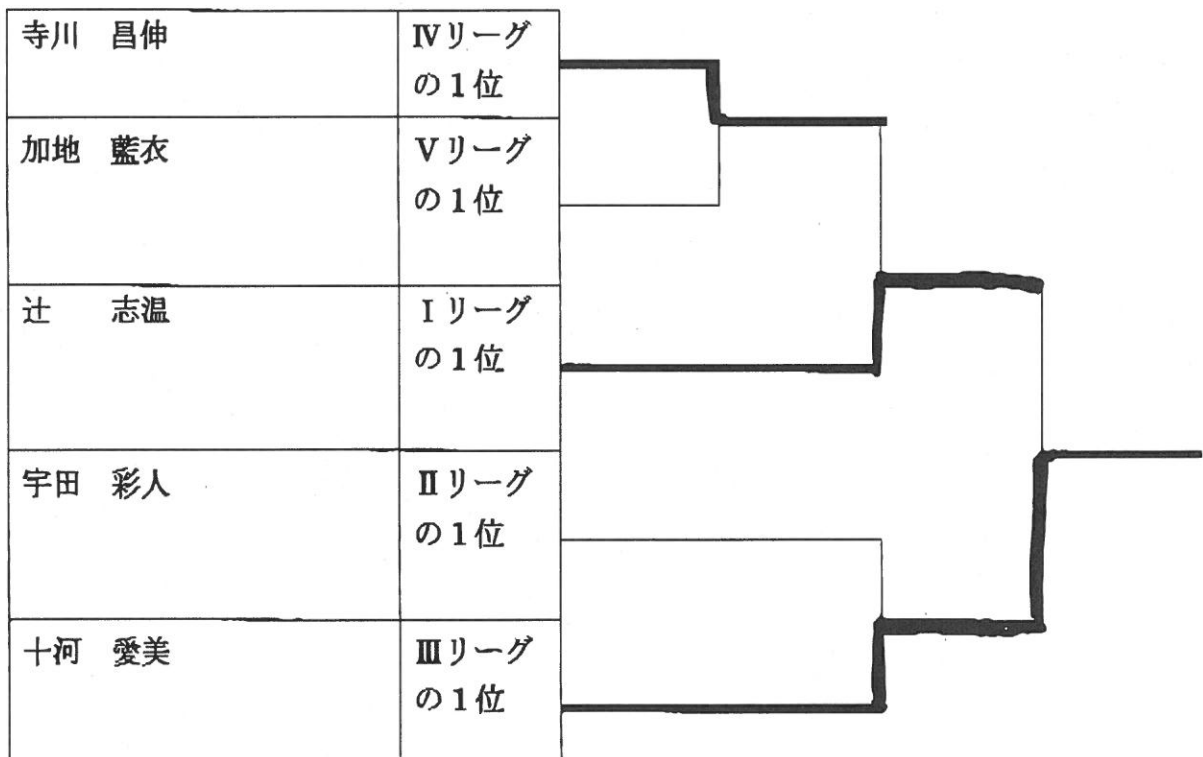 寺川 昌伸 Ⅳリーグ
の1位
加地 藍衣 Ⅴリーグ
の1位
辻 志温 Ⅰリーグ
の1位
宇田 彩人 Ⅱリーグ
の1位
十河 愛美 Ⅲリーグ
の1位